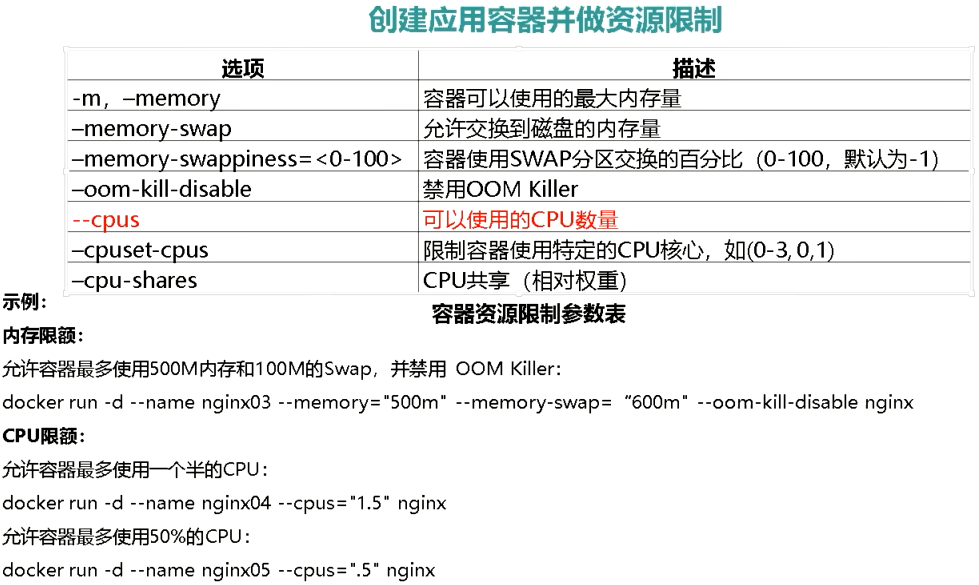 创建应用容器并做资源限制
选项 描述
-m，–memory 容器可以使用的最大内存量
–memory-swap 允许交换到磁盘的内存量
–memory-swappiness=<0-100> 容器使用SWAP分区交换的百分比（0-100，默认为-1）
–oom-kill-disable 禁用OOM Killer
--cpus 可以使用的CPU数量
–cpuset-cpus 限制容器使用特定的CPU核心，如(0-3, 0,1)
–cpu-shares CPU共享（相对权重）
示例：
容器资源限制参数表
内存限额：
允许容器最多使用500M内存和100M的Swap，并禁用 OOM Killer：
docker run -d --name nginx03 --memory="500m" --memory-swap=“600m" --oom-kill-disable nginx
CPU限额：
允许容器最多使用一个半的CPU：
docker run -d --name nginx04 --cpus="1.5" nginx
允许容器最多使用50%的CPU：
docker run -d --name nginx05 --cpus=".5" nginx